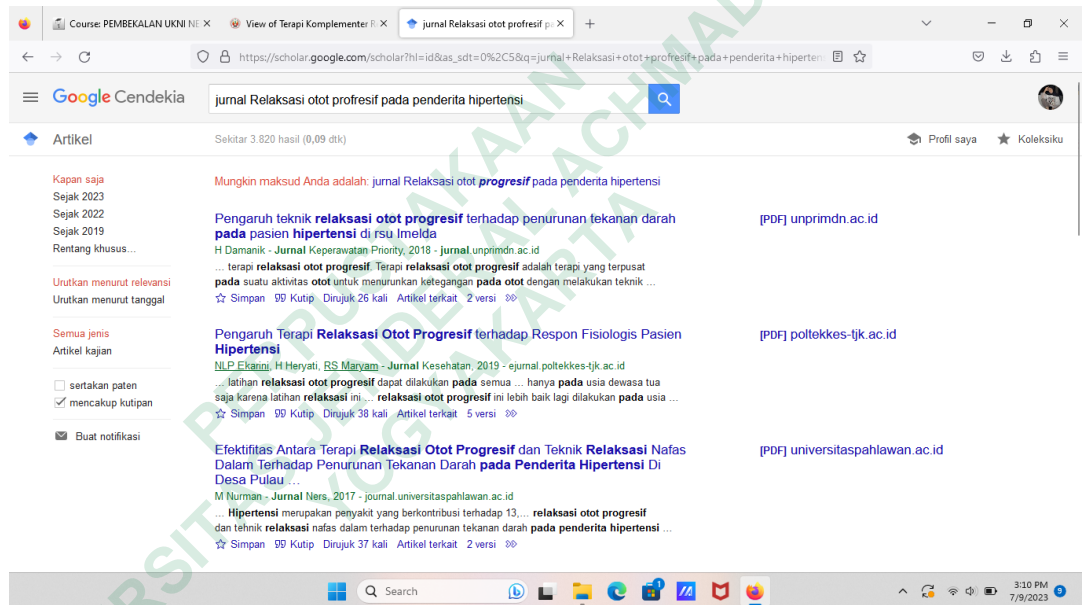 Course: PEMBEKALAN UKNI NE
View of Terapi Komplementer R
jurnal Relaksasi otot profresif pa
https://scholar.google.com/scholar?hl=id&as_sdt=0%2C5&q=jurnal+Relaksasi+otot+profresif+pada+penderita+hiperten
Google Cendekia
jurnal Relaksasi otot profresif pada penderita hipertensi
Artikel
Sekitar 3.820 hasil (0,09 dtk)
Profil saya
Koleksiku
Kapan saja
Sejak 2023
Sejak 2022
Sejak 2019
Rentang khusus...
Urutkan menurut relevansi
Urutkan menurut tanggal
Semua jenis
Artikel kajian
sertakan paten
mencakup kutipan
Buat notifikasi
Mungkin maksud Anda adalah: jurnal Relaksasi otot progresif pada penderita hipertensi
Pengaruh teknik relaksasi otot progresif terhadap penurunan tekanan darah
pada pasien hipertensi di rsu Imelda
H Damanik - Jurnal Keperawatan Priority, 2018 - jurnal.unprimdn.ac.id
... terapi relaksasi otot progresif. Terapi relaksasi otot progresif adalah terapi yang terpusat
pada suatu aktivitas otot untuk menurunkan ketegangan pada otot dengan melakukan teknik ...
Simpan Kutip Dirujuk 26 kali Artikel terkait 2 versi
[PDF] unprimdn.ac.id
Pengaruh Terapi Relaksasi Otot Progresif terhadap Respon Fisiologis Pasien
Hipertensi
NLP Ekarini, H Heryati, RS Maryam - Jurnal Kesehatan, 2019 - ejurnal.poltekkes-tjk.ac.id
... latihan relaksasi otot progresif dapat dilakukan pada semua ... hanya pada usia dewasa tua
saja karena latihan relaksasi ini ... relaksasi otot progresif ini lebih baik lagi dilakukan pada usia ...
Simpan Kutip Dirujuk 38 kali Artikel terkait 5 versi
[PDF] poltekkes-tjk.ac.id
Efektifitas Antara Terapi Relaksasi Otot Progresif dan Teknik Relaksasi Nafas
Dalam Terhadap Penurunan Tekanan Darah pada Penderita Hipertensi Di
Desa Pulau ...
M Nurman - Jurnal Ners, 2017 - journal.universitaspahlawan.ac.id
... Hipertensi merupakan penyakit yang berkontribusi terhadap 13,... relaksasi otot progresif
dan tehnik relaksasi nafas dalam terhadap penurunan tekanan darah pada penderita hipertensi ...
Simpan Kutip Dirujuk 37 kali Artikel terkait 2 versi
[PDF] universitaspahlawan.ac.id
PERPUSTAKAAN
RSITAS JENDERAL ACHMAD
YOGYAKARTA
Search
3:10 PM
7/9/2023
9